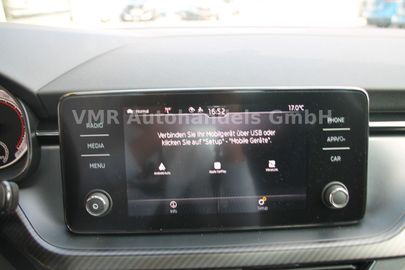 VMR Autohandels GmbH
Normal
16:52
17.0°C
RADIO
MEDIA
MENU
PHONE
APP/
CAR
Verbinden Sie Ihr Mobilgerät über USB oder
klicken Sie auf "Setup" - "Mobile Geräte".
Android Auto
Apple CarPlay
MirrorLink
Info
Setup